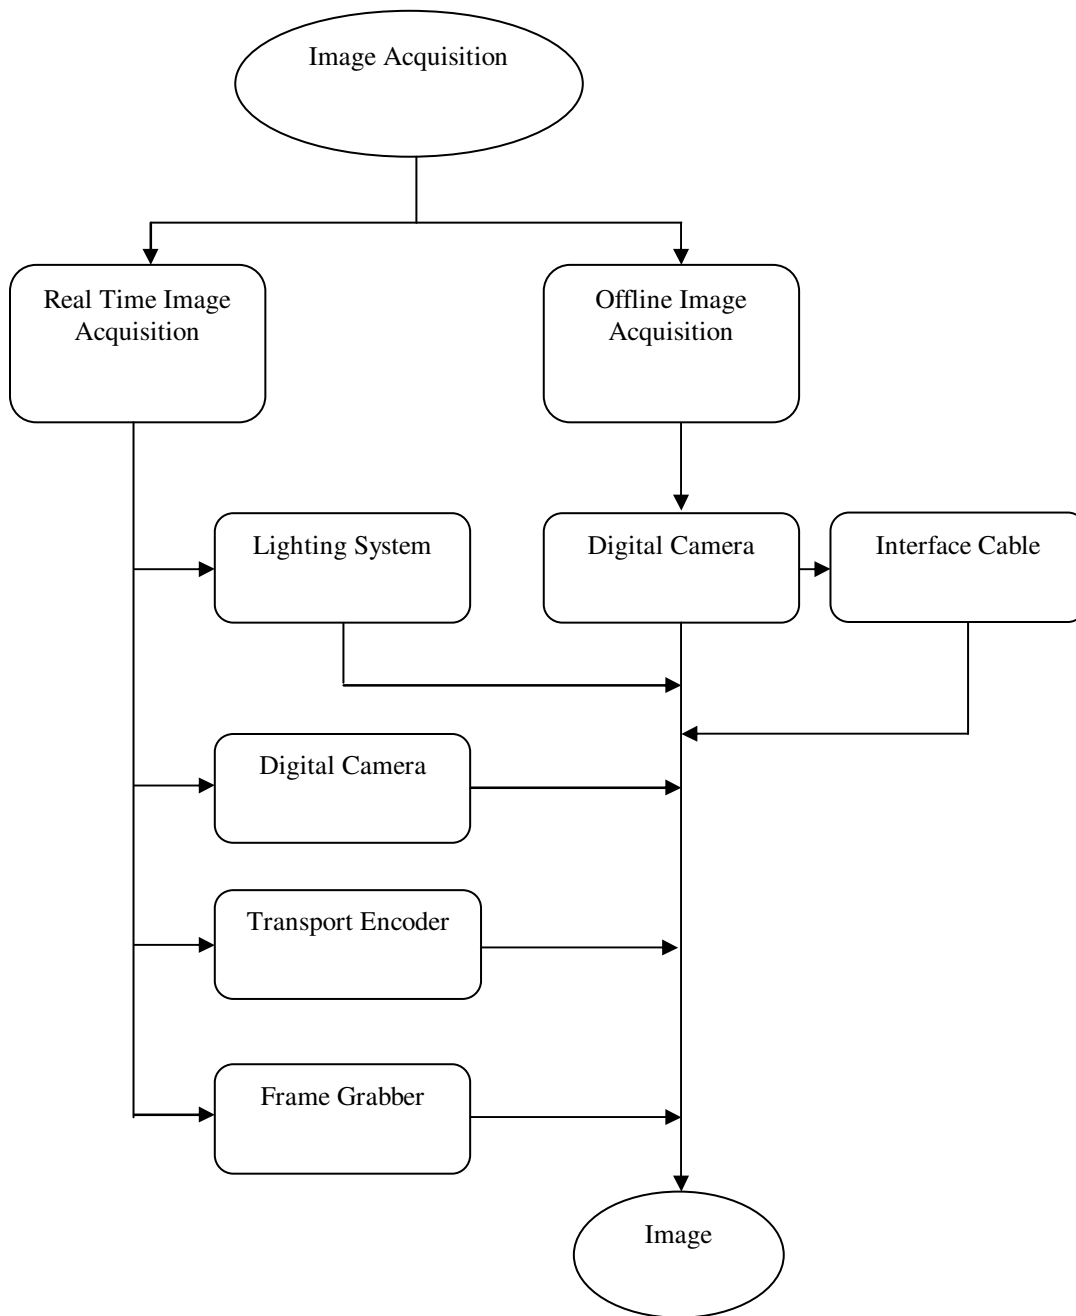 Image Acquisition
Real Time Image
Acquisition
Offline Image
Acquisition
Lighting System
Digital Camera
Interface Cable
Digital Camera
Transport Encoder
Frame Grabber
Image